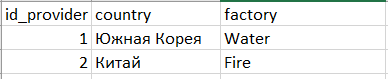 id_provider country factory
1 Южная Корея Water
2 Китай Fire